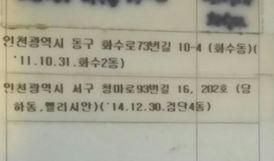 인천광역시 동구 화수로73번길 10-4 (화수동)(
'11.10.31.화수2동)
인천광역시 서구 청마로93번길 16, 202호 (당
하동,헬러시안)('14.12.30.검단4동)